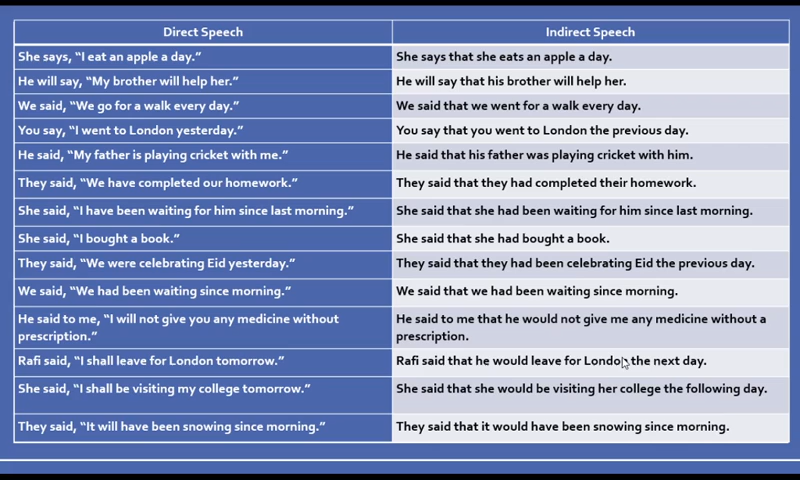 Direct Speech
Indirect Speech
She says, “I eat an apple a day.”
She says that she eats an apple a day.
He will say, “My brother will help her.”
He will say that his brother will help her.
We said, “We go for a walk every day.”
We said that we went for a walk every day.
You say, “I went to London yesterday.”
You say that you went to London the previous day.
He said, “My father is playing cricket with me.”
He said that his father was playing cricket with him.
They said, “We have completed our homework.”
They said that they had completed their homework.
She said, “I have been waiting for him since last morning.”
She said that she had been waiting for him since last morning.
She said, “I bought a book.”
She said that she had bought a book.
They said, “We were celebrating Eid yesterday.”
They said that they had been celebrating Eid the previous day.
We said, “We had been waiting since morning.”
We said that we had been waiting since morning.
He said to me, “I will not give you any medicine without
prescription.”
He said to me that he would not give me any medicine without a
prescription.
Rafi said, “I shall leave for London tomorrow.”
Rafi said that he would leave for London the next day.
She said, “I shall be visiting my college tomorrow.”
She said that she would be visiting her college the following day.
They said, “It will have been snowing since morning.”
They said that it would have been snowing since morning.